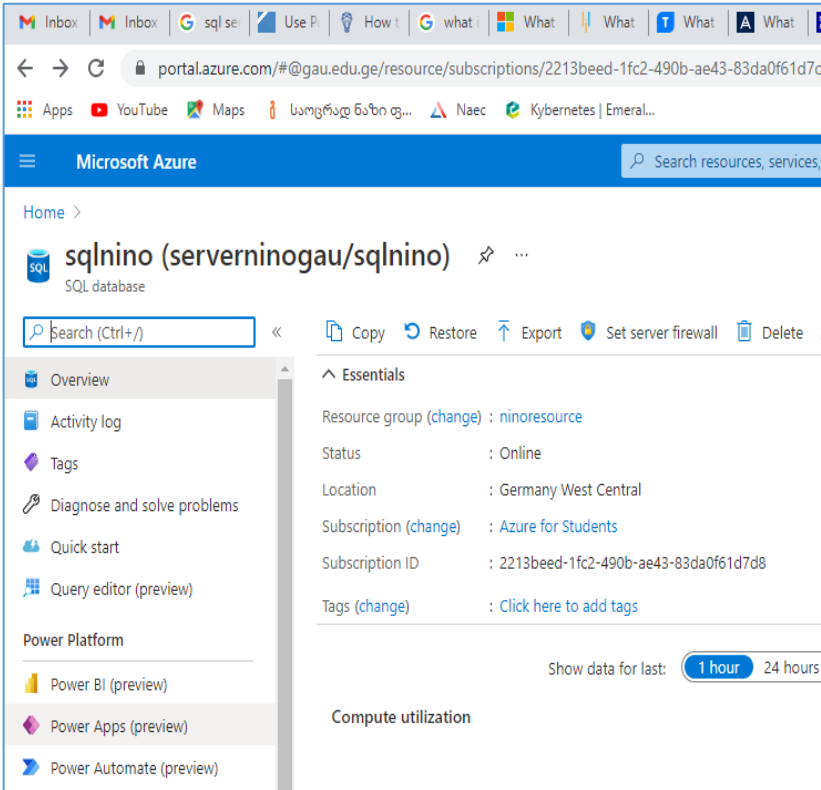 Inbox Inbox sql se Use P How t what i What What What What
portal.azure.com/#@gau.edu.ge/resource/subscriptions/2213beed-1fc2-490b-ae43-83da0f61d7d
Apps YouTube Maps საოცრად ნაზი ფ... Naec Kybernetes | Emeral...
Microsoft Azure Search resources, services,
Home >
sqlnino (serverninogau/sqlnino) ...
SQL database
Search (Ctrl+/) « Copy Restore Export Set server firewall Delete
Overview
Essentials
Activity log
Resource group (change) : ninoresource
Tags
Status : Online
Location : Germany West Central
Diagnose and solve problems
Subscription (change) : Azure for Students
Quick start
Subscription ID : 2213beed-1fc2-490b-ae43-83da0f61d7d8
Query editor (preview)
Tags (change) : Click here to add tags
Power Platform
Show data for last: 1 hour 24 hours
Power BI (preview)
Compute utilization
Power Apps (preview)
Power Automate (preview)